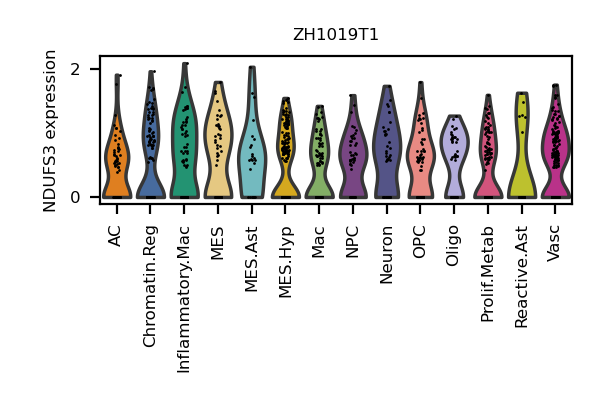 ZH1019T1
NDUFS3 expression
2
0
AC
Chromatin.Reg
Inflammatory.Mac
MES
MES.Ast
MES.Hyp
Mac
NPC
Neuron
OPC
Oligo
Prolif.Metab
Reactive.Ast
Vasc